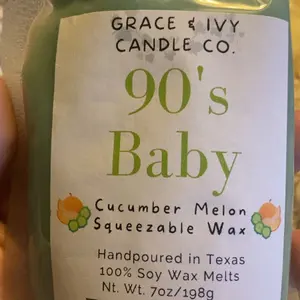 GRACE & IVY
CANDLE CO.
90's
Baby
Cucumber Melon
Squeezable Wax
Handpoured in Texas
100% Soy Wax Melts
Nt. Wt. 7oz/198g